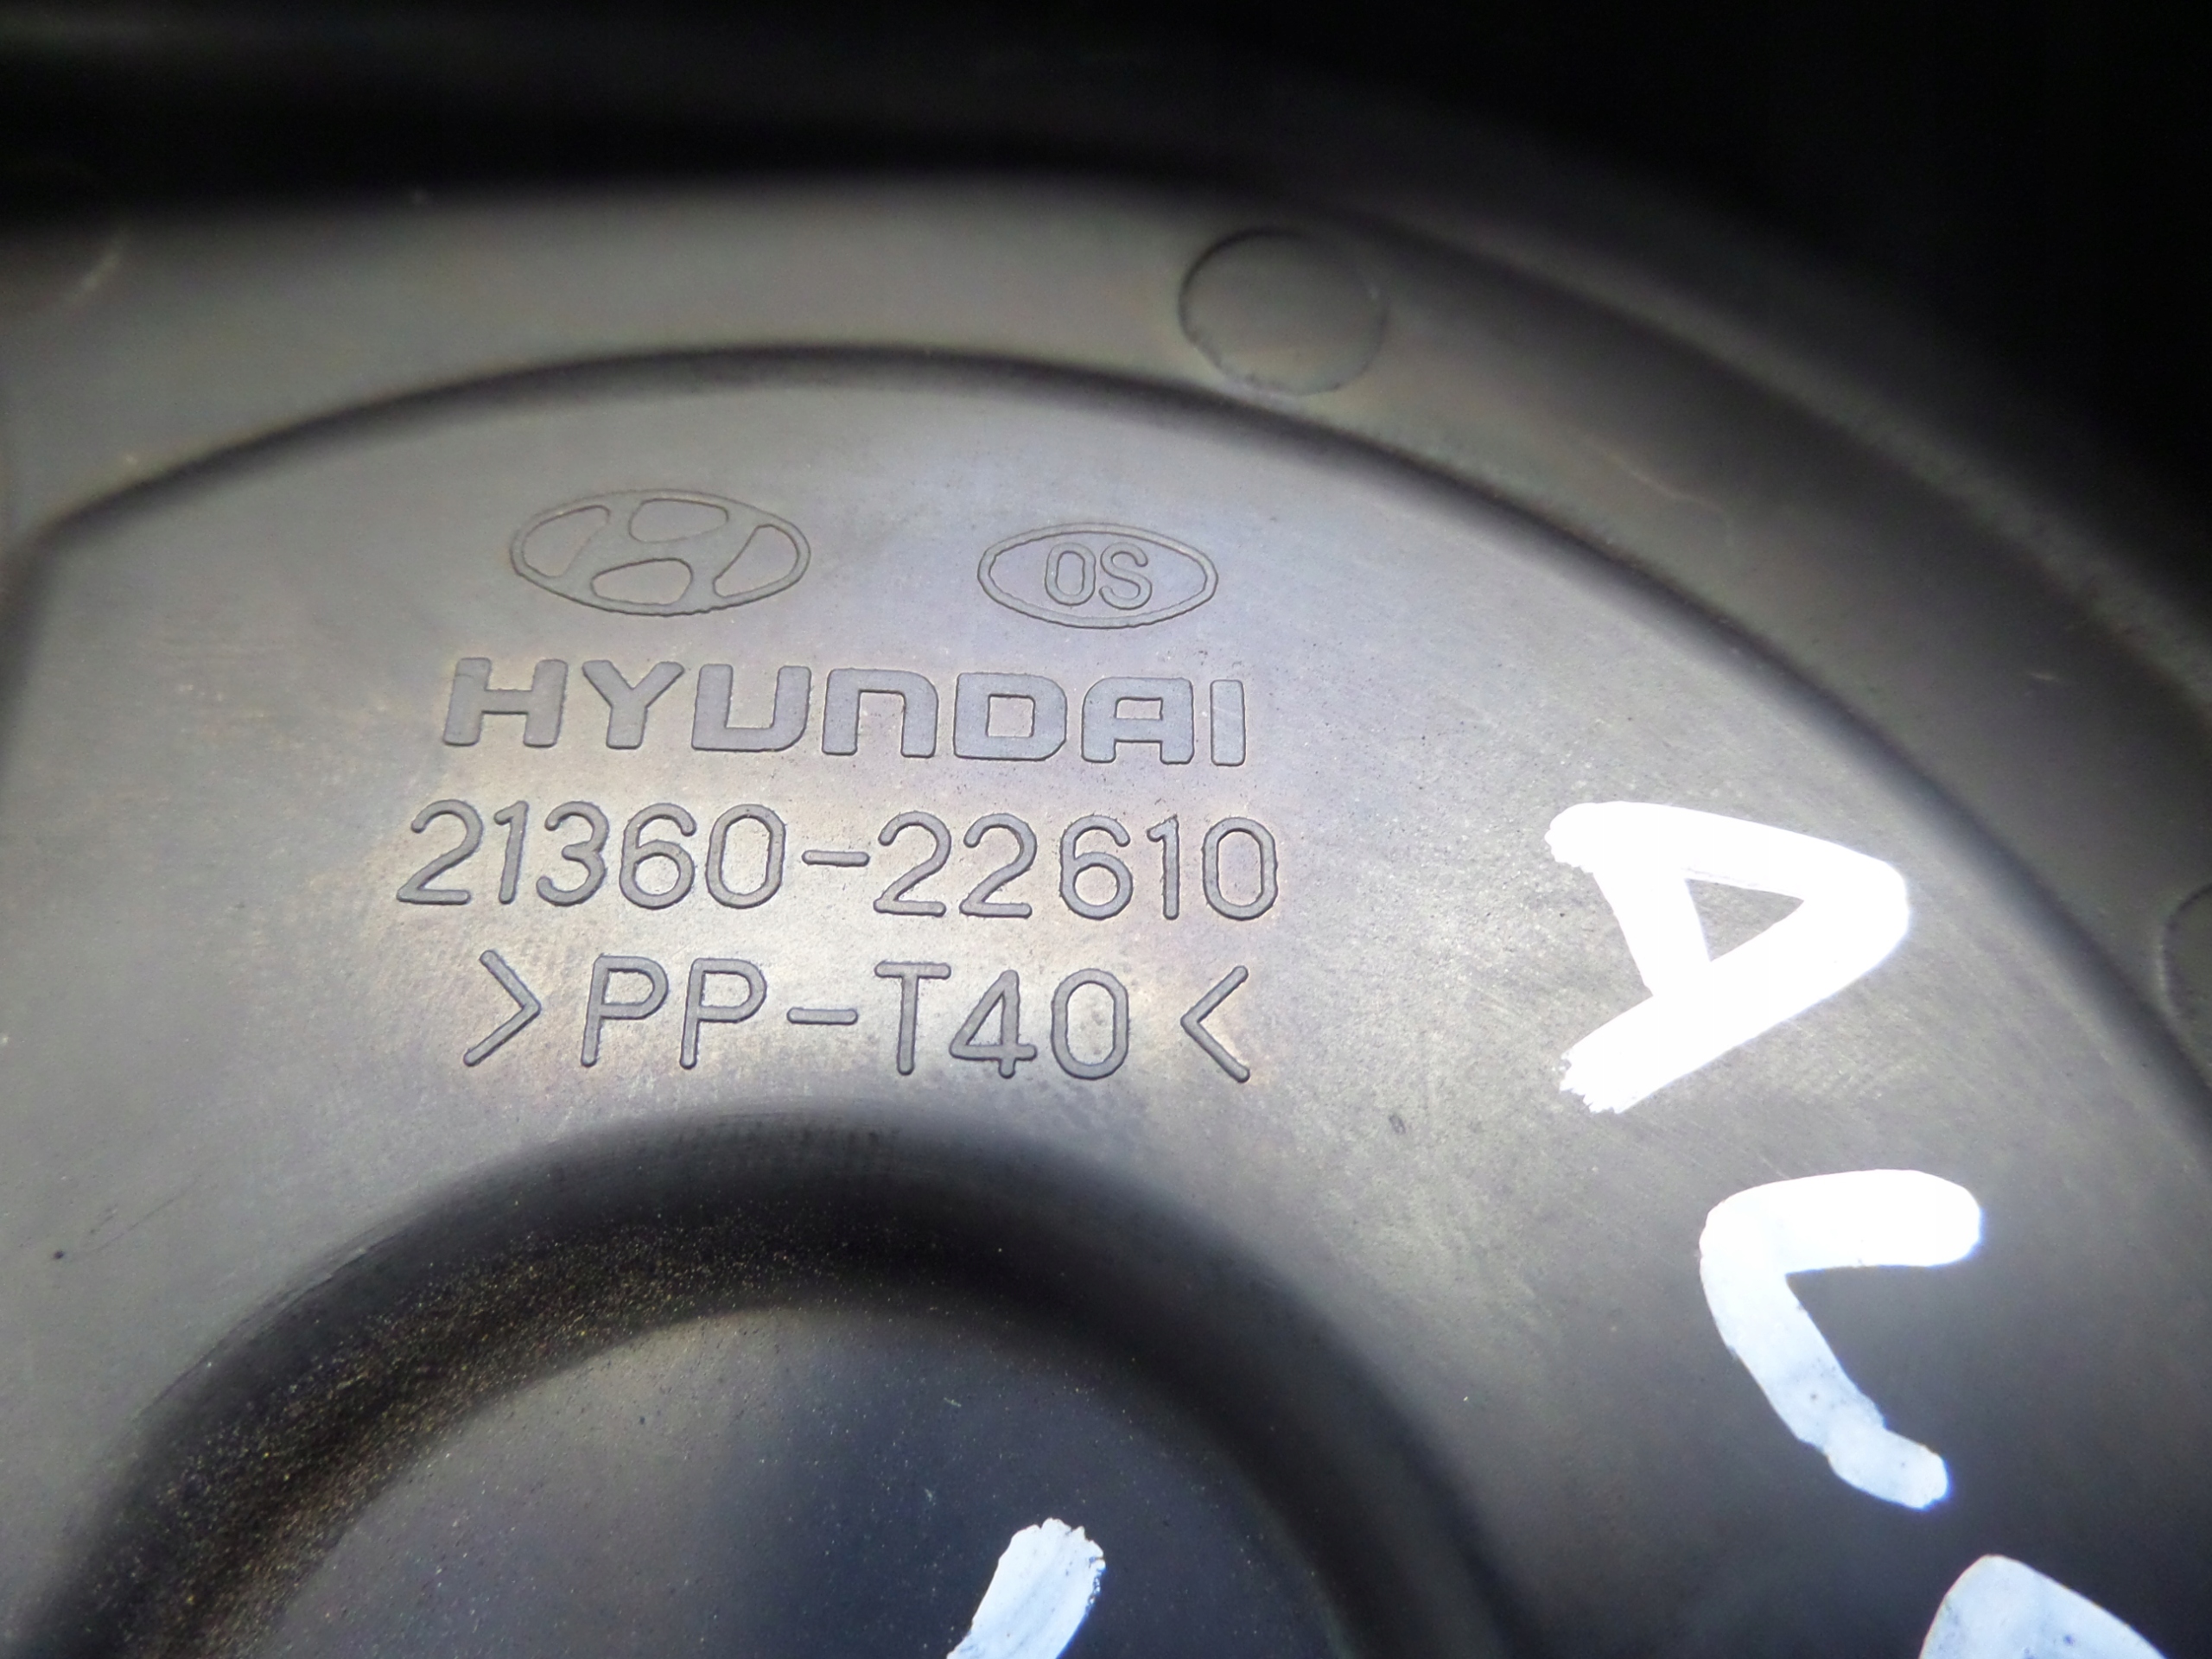 OS
HYUNDAI
21360-22610
>PP-T40<
A